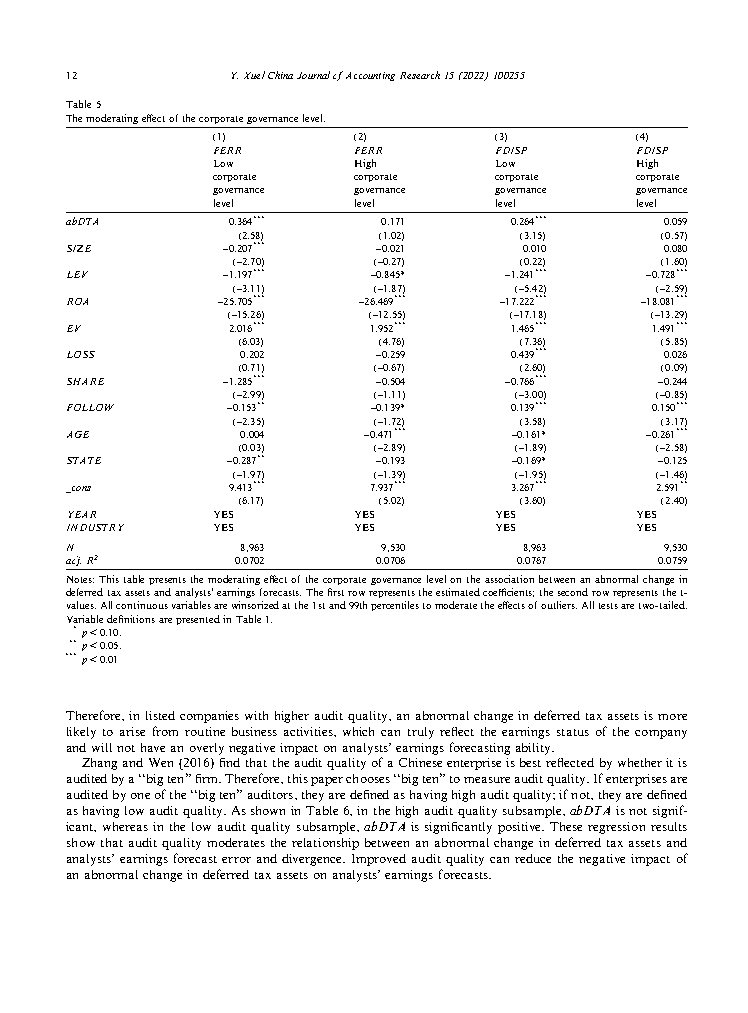 12 Y. Xue / China Journal of Accounting Research 15 (2022) 100255
Table 5
The moderating effect of the corporate governance level.
(1) (2) (3) (4)
FERR FERR FDISP FDISP
Low High Low High
corporate corporate corporate corporate
governance governance governance governance
level level level level
abDTA 0.364*** 0.171 0.264*** 0.059
(2.58) (1.02) (3.15) (0.57)
SIZE −0.207*** −0.021 0.010 0.080
(−2.70) (−0.27) (0.22) (1.60)
LEV −1.197*** −0.845* −1.241*** −0.728***
(−3.11) (−1.87) (−5.42) (−2.59)
ROA −25.705*** −26.469*** −17.222*** −18.081***
(−15.26) (−12.55) (−17.18) (−13.29)
EV 2.016*** 1.952*** 1.465*** 1.491***
(6.03) (4.76) (7.36) (5.85)
LOSS 0.202 −0.259 0.439*** 0.026
(0.71) (−0.67) (2.60) (0.09)
SHARE −1.285*** −0.504 −0.766*** −0.244
(−2.99) (−1.11) (−3.00) (−0.85)
FOLLOW −0.153** −0.139* 0.139*** 0.150***
(−2.35) (−1.72) (3.58) (3.17)
AGE 0.004 −0.471*** −0.161* −0.261***
(0.03) (−2.89) (−1.89) (−2.58)
STATE −0.287** −0.193 −0.169* −0.125
(−1.97) (−1.39) (−1.95) (−1.46)
_cons 9.413*** 7.937*** 3.267*** 2.591**
(6.17) (5.02) (3.60) (2.40)
YEAR YES YES YES YES
INDUSTRY YES YES YES YES
N 8,963 9,530 8,963 9,530
adj. R² 0.0702 0.0706 0.0767 0.0759
Notes: This table presents the moderating effect of the corporate governance level on the association between an abnormal change in
deferred tax assets and analysts' earnings forecasts. The first row represents the estimated coefficients; the second row represents the t-
values. All continuous variables are winsorized at the 1st and 99th percentiles to moderate the effects of outliers. All tests are two-tailed.
Variable definitions are presented in Table 1.
* p < 0.10.
** p < 0.05.
*** p < 0.01
Therefore, in listed companies with higher audit quality, an abnormal change in deferred tax assets is more
likely to arise from routine business activities, which can truly reflect the earnings status of the company
and will not have an overly negative impact on analysts' earnings forecasting ability.
Zhang and Wen (2016) find that the audit quality of a Chinese enterprise is best reflected by whether it is
audited by a "big ten" firm. Therefore, this paper chooses "big ten" to measure audit quality. If enterprises are
audited by one of the "big ten" auditors, they are defined as having high audit quality; if not, they are defined
as having low audit quality. As shown in Table 6, in the high audit quality subsample, abDTA is not signif-
icant, whereas in the low audit quality subsample, abDTA is significantly positive. These regression results
show that audit quality moderates the relationship between an abnormal change in deferred tax assets and
analysts' earnings forecast error and divergence. Improved audit quality can reduce the negative impact of
an abnormal change in deferred tax assets on analysts' earnings forecasts.